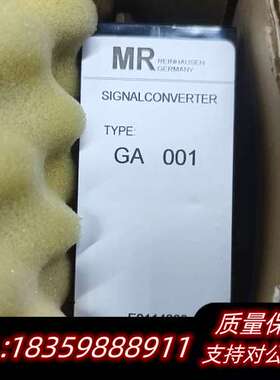 MR REINHAUSEN
GERMANY
SIGNALCONVERTER
TYPE:
GA 001
质量保
:18359888911
支持对公